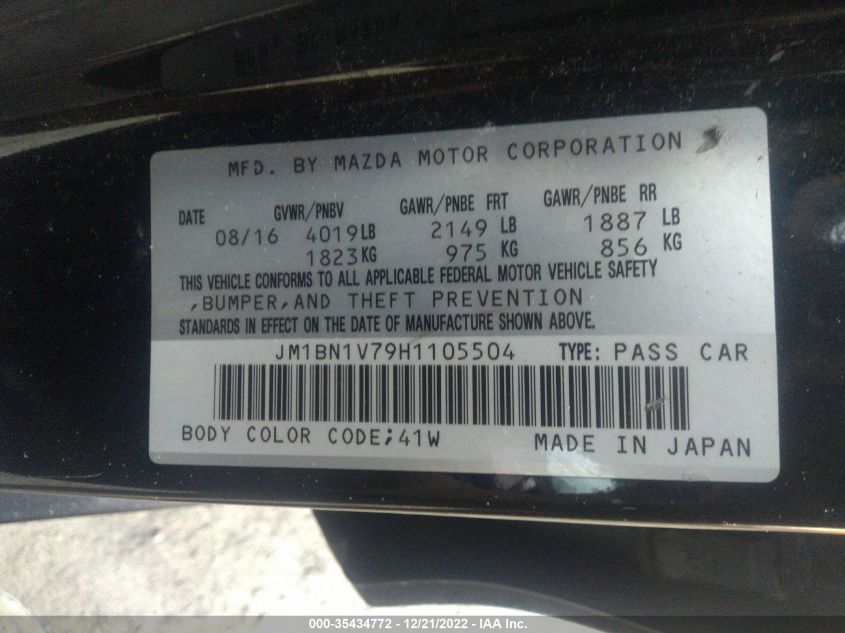 MFD. BY MAZDA MOTOR CORPORATION
DATE GVWR/PNBV GAWR/PNBE FRT GAWR/PNBE RR
08/16 4019LB 2149 LB 1887 LB
1823KG 975 KG 856 KG
THIS VEHICLE CONFORMS TO ALL APPLICABLE FEDERAL MOTOR VEHICLE SAFETY
,BUMPER,AND THEFT PREVENTION
STANDARDS IN EFFECT ON THE DATE OF MANUFACTURE SHOWN ABOVE.
JM1BN1V79H1105504 TYPE: PASS CAR
BODY COLOR CODE;41W MADE IN JAPAN
000-35434772 - 12/21/2022 - IAA Inc.